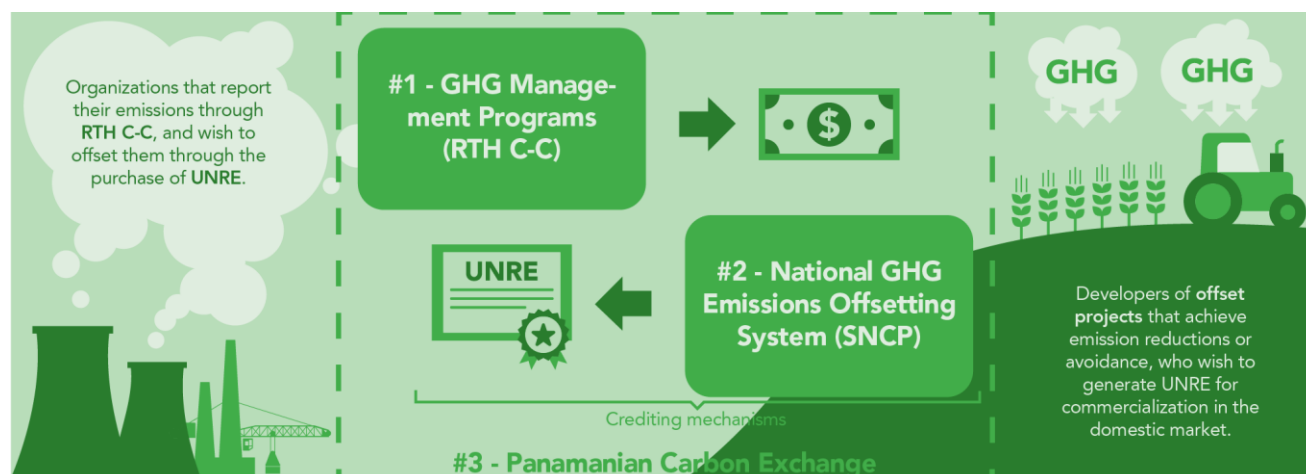 Organizations that report
their emissions through
RTH C-C, and wish to
offset them through the
purchase of UNRE.
#1 - GHG Manage-
ment Programs
(RTH C-C)
$
UNRE
#2 - National GHG
Emissions Offsetting
System (SNCP)
Crediting mechanisms
#3 - Panamanian Carbon Exchange
GHG
GHG
Developers of offset
projects that achieve
emission reductions or
avoidance, who wish to
generate UNRE for
commercialization in the
domestic market.